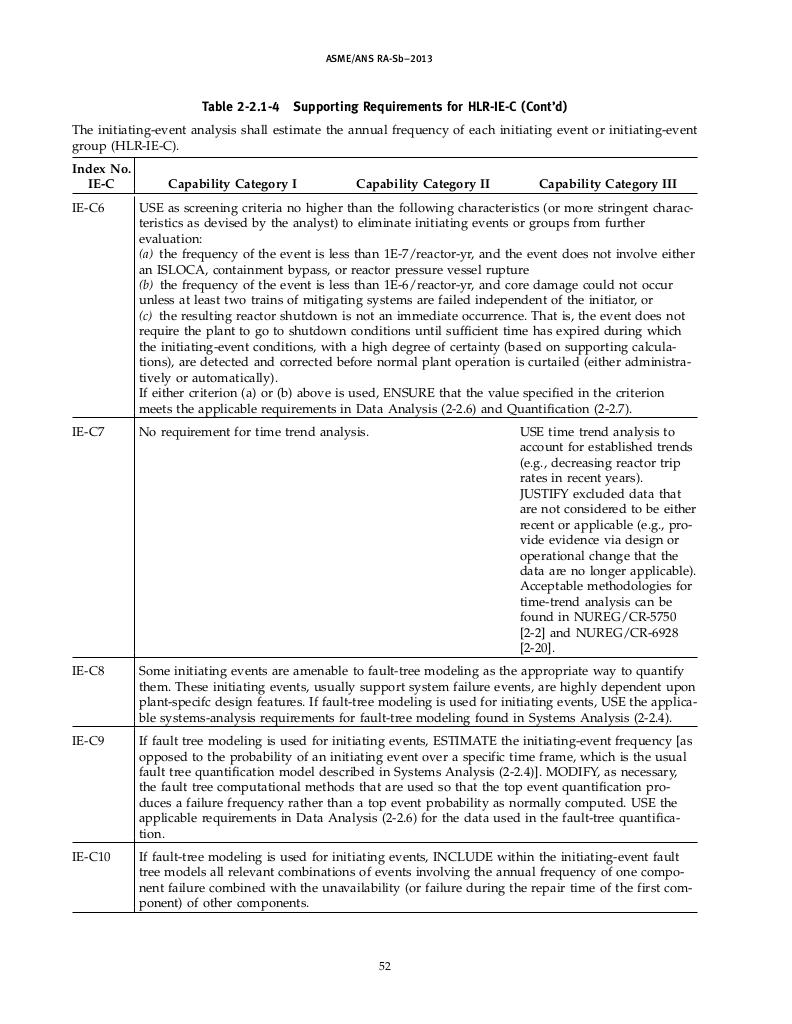 ASME/ANS RA-Sb–2013
Table 2-2.1-4 Supporting Requirements for HLR-IE-C (Cont'd)
The initiating-event analysis shall estimate the annual frequency of each initiating event or initiating-event
group (HLR-IE-C).
Index No.
IE-C Capability Category I Capability Category II Capability Category III
IE-C6 USE as screening criteria no higher than the following characteristics (or more stringent charac-
teristics as devised by the analyst) to eliminate initiating events or groups from further
evaluation:
(a) the frequency of the event is less than 1E-7/reactor-yr, and the event does not involve either
an ISLOCA, containment bypass, or reactor pressure vessel rupture
(b) the frequency of the event is less than 1E-6/reactor-yr, and core damage could not occur
unless at least two trains of mitigating systems are failed independent of the initiator, or
(c) the resulting reactor shutdown is not an immediate occurrence. That is, the event does not
require the plant to go to shutdown conditions until sufficient time has expired during which
the initiating-event conditions, with a high degree of certainty (based on supporting calcula-
tions), are detected and corrected before normal plant operation is curtailed (either administra-
tively or automatically).
If either criterion (a) or (b) above is used, ENSURE that the value specified in the criterion
meets the applicable requirements in Data Analysis (2-2.6) and Quantification (2-2.7).
IE-C7 No requirement for time trend analysis. USE time trend analysis to
account for established trends
(e.g., decreasing reactor trip
rates in recent years).
JUSTIFY excluded data that
are not considered to be either
recent or applicable (e.g., pro-
vide evidence via design or
operational change that the
data are no longer applicable).
Acceptable methodologies for
time-trend analysis can be
found in NUREG/CR-5750
[2-2] and NUREG/CR-6928
[2-20].
IE-C8 Some initiating events are amenable to fault-tree modeling as the appropriate way to quantify
them. These initiating events, usually support system failure events, are highly dependent upon
plant-specifc design features. If fault-tree modeling is used for initiating events, USE the applica-
ble systems-analysis requirements for fault-tree modeling found in Systems Analysis (2-2.4).
IE-C9 If fault tree modeling is used for initiating events, ESTIMATE the initiating-event frequency [as
opposed to the probability of an initiating event over a specific time frame, which is the usual
fault tree quantification model described in Systems Analysis (2-2.4)]. MODIFY, as necessary,
the fault tree computational methods that are used so that the top event quantification pro-
duces a failure frequency rather than a top event probability as normally computed. USE the
applicable requirements in Data Analysis (2-2.6) for the data used in the fault-tree quantifica-
tion.
IE-C10 If fault-tree modeling is used for initiating events, INCLUDE within the initiating-event fault
tree models all relevant combinations of events involving the annual frequency of one compo-
nent failure combined with the unavailability (or failure during the repair time of the first com-
ponent) of other components.
52